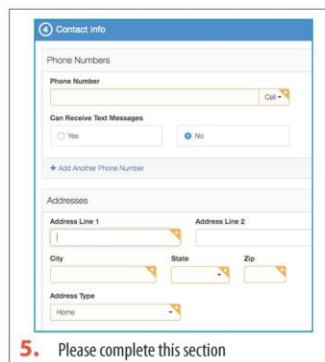 4 Contact Info
Phone Numbers
Phone Number
Cell
Can Receive Text Messages
Yes No
+ Add Another Phone Number
Addresses
Address Line 1 Address Line 2
City State Zip
Address Type
Home
5. Please complete this section